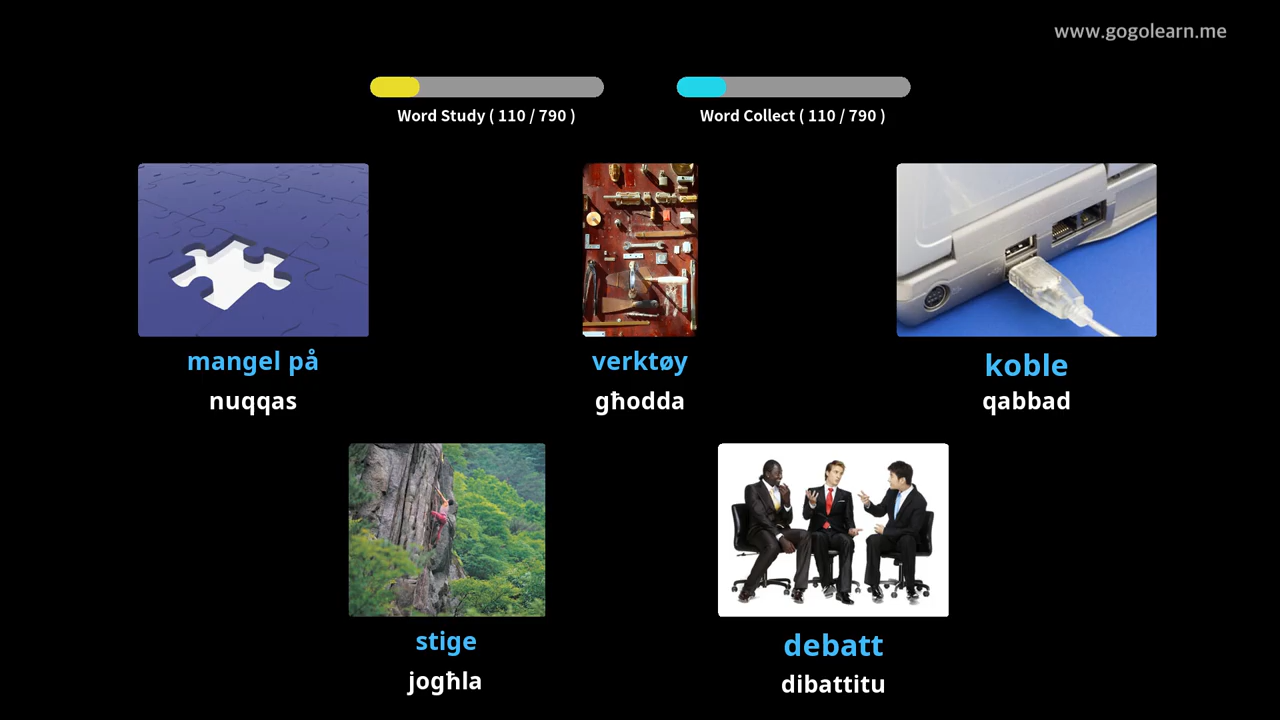 www.gogolearn.me
Word Study ( 110 / 790 )
Word Collect ( 110 / 790 )
mangel på
nuqqas
verktøy
għodda
koble
qabbad
stige
jogħla
debatt
dibattitu